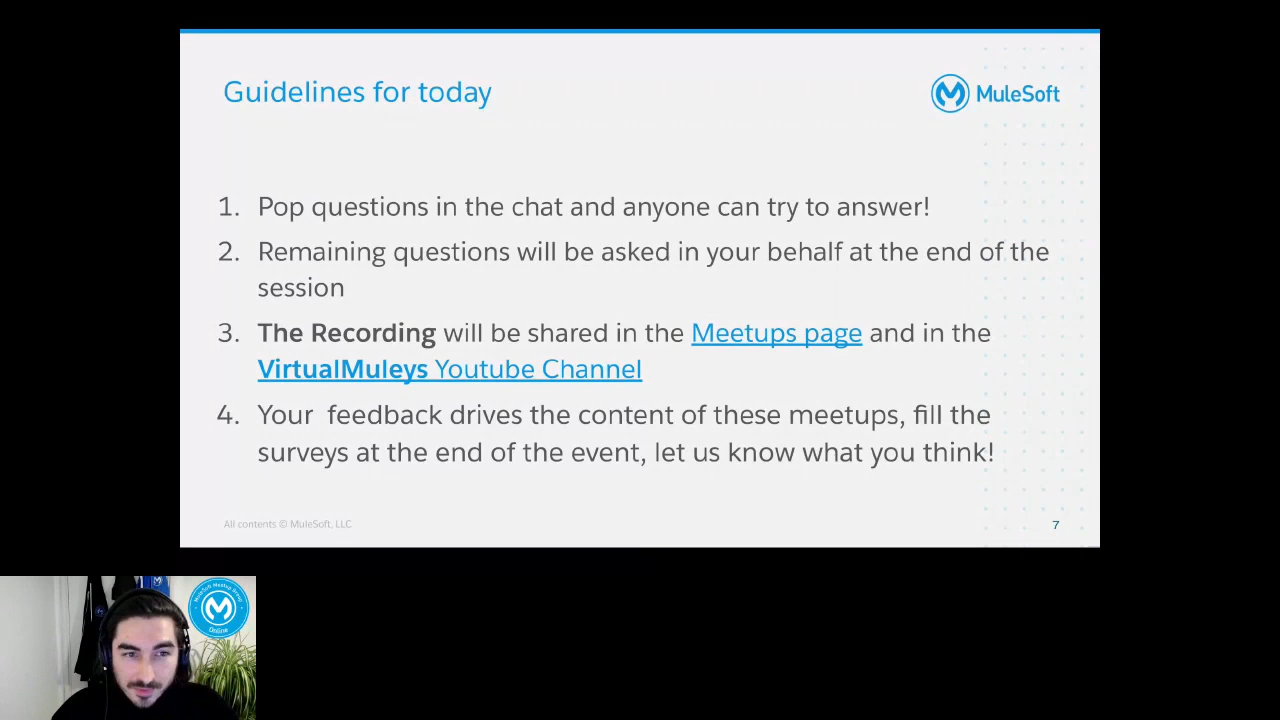 Guidelines for today
MuleSoft
1. Pop questions in the chat and anyone can try to answer!
2. Remaining questions will be asked in your behalf at the end of the
session
3. The Recording will be shared in the Meetups page and in the
VirtualMuleys Youtube Channel
4. Your feedback drives the content of these meetups, fill the
surveys at the end of the event, let us know what you think!
All contents © MuleSoft, LLC
7
MuleSoft Meetup Group
Online